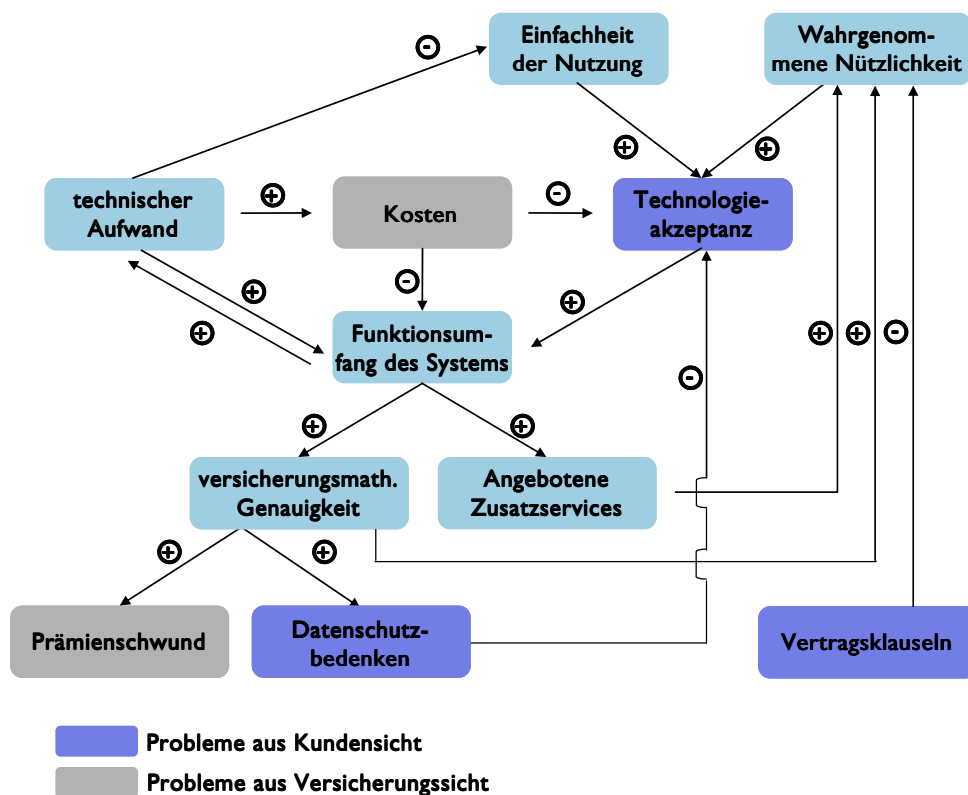 Einfachheit
der Nutzung
Wahrgenom-
mene Nützlichkeit
-
+
+
technischer
Aufwand
+
Kosten
-
Technologie-
akzeptanz
+
+
-
+
Funktionsum-
fang des Systems
+
+
-
-
+
+
versicherungsmath.
Genauigkeit
Angebotene
Zusatzservices
+
+
Prämienschwund
Datenschutz-
bedenken
Vertragsklauseln
Probleme aus Kundensicht
Probleme aus Versicherungssicht